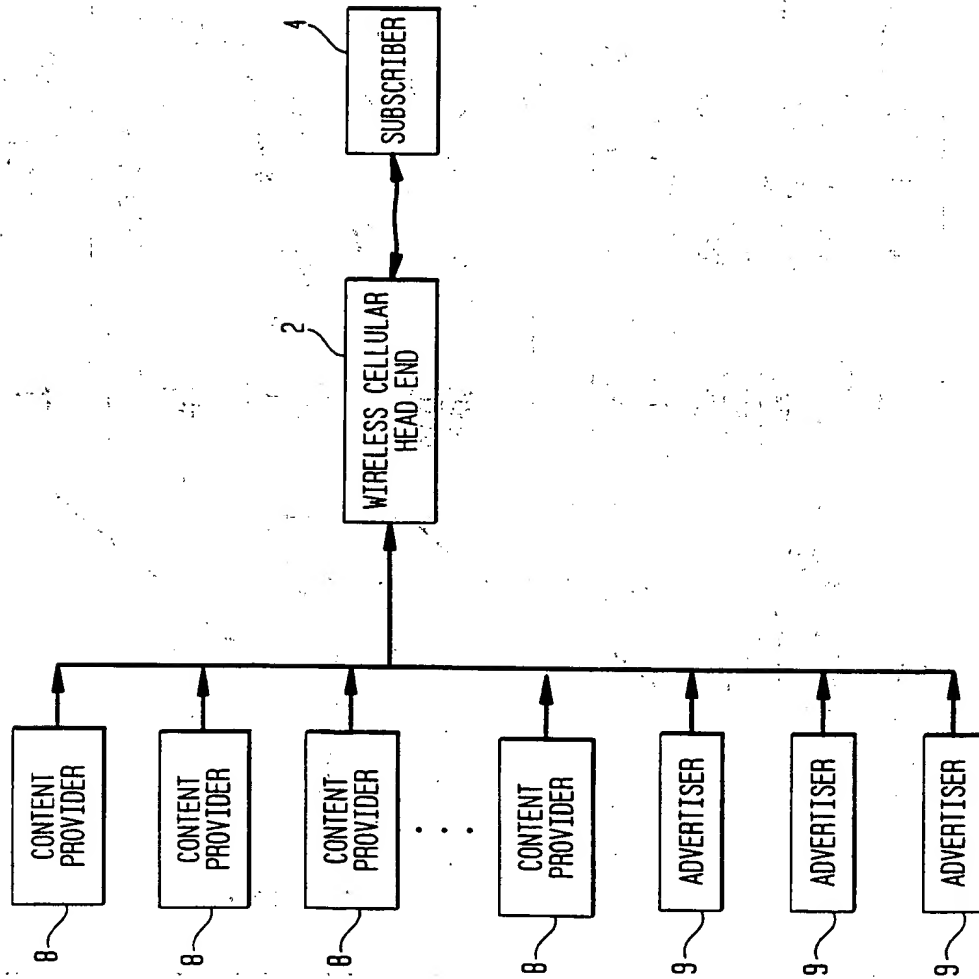 CONTENT
PROVIDER
8
CONTENT
PROVIDER
8
CONTENT
PROVIDER
8
. . .
CONTENT
PROVIDER
8
ADVERTISER
9
ADVERTISER
9
ADVERTISER
9
WIRELESS CELLULAR
HEAD END
2
SUBSCRIBER
4